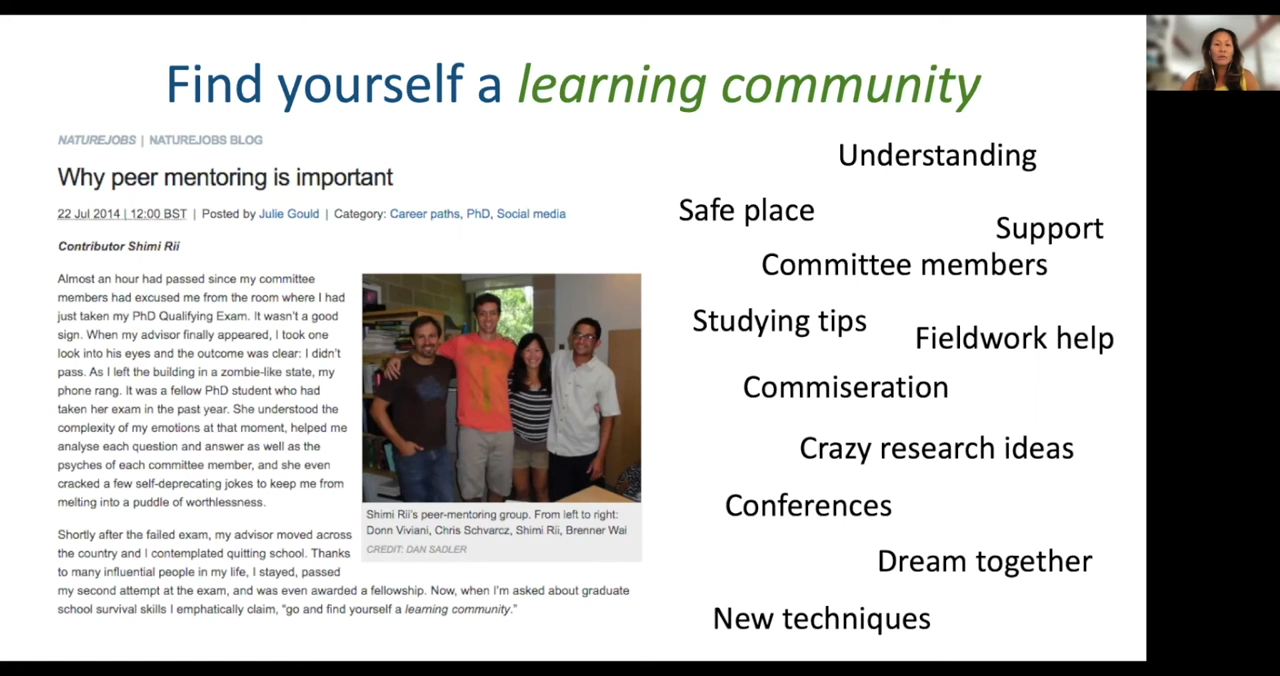 Find yourself a learning community
NATUREJOBS | NATUREJOBS BLOG
Why peer mentoring is important
22 Jul 2014 | 12:00 BST | Posted by Julie Gould | Category: Career paths, PhD, Social media
Contributor Shimi Rii
Almost an hour had passed since my committee
members had excused me from the room where I had
just taken my PhD Qualifying Exam. It wasn't a good
sign. When my advisor finally appeared, I took one
look into his eyes and the outcome was clear: I didn't
pass. As I left the building in a zombie-like state, my
phone rang. It was a fellow PhD student who had
taken her exam in the past year. She understood the
complexity of my emotions at that moment, helped me
analyse each question and answer as well as the
psyches of each committee member, and she even
cracked a few self-deprecating jokes to keep me from
melting into a puddle of worthlessness.
Shortly after the failed exam, my advisor moved across
the country and I contemplated quitting school. Thanks
to many influential people in my life, I stayed, passed
my second attempt at the exam, and was even awarded a fellowship. Now, when I'm asked about graduate
school survival skills I emphatically claim, "go and find yourself a learning community."
Shimi Rii's peer-mentoring group. From left to right:
Donn Viviani, Chris Schvarcz, Shimi Rii, Brenner Wai
CREDIT: DAN SADLER
Understanding
Safe place
Support
Committee members
Studying tips
Fieldwork help
Commiseration
Crazy research ideas
Conferences
Dream together
New techniques